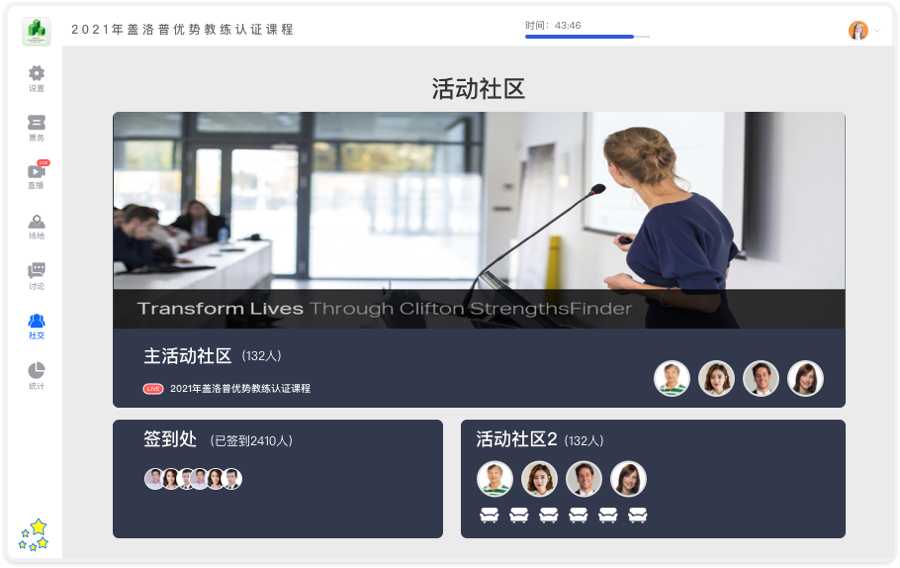 2021年盖洛普优势教练认证课程
时间：43:46
设置
票务
LIVE
直播
场地
讨论
社交
统计
活动社区
Transform Lives Through Clifton StrengthsFinder
主活动社区 (132人)
LIVE 2021年盖洛普优势教练认证课程
签到处 (已签到2410人)
活动社区2 (132人)